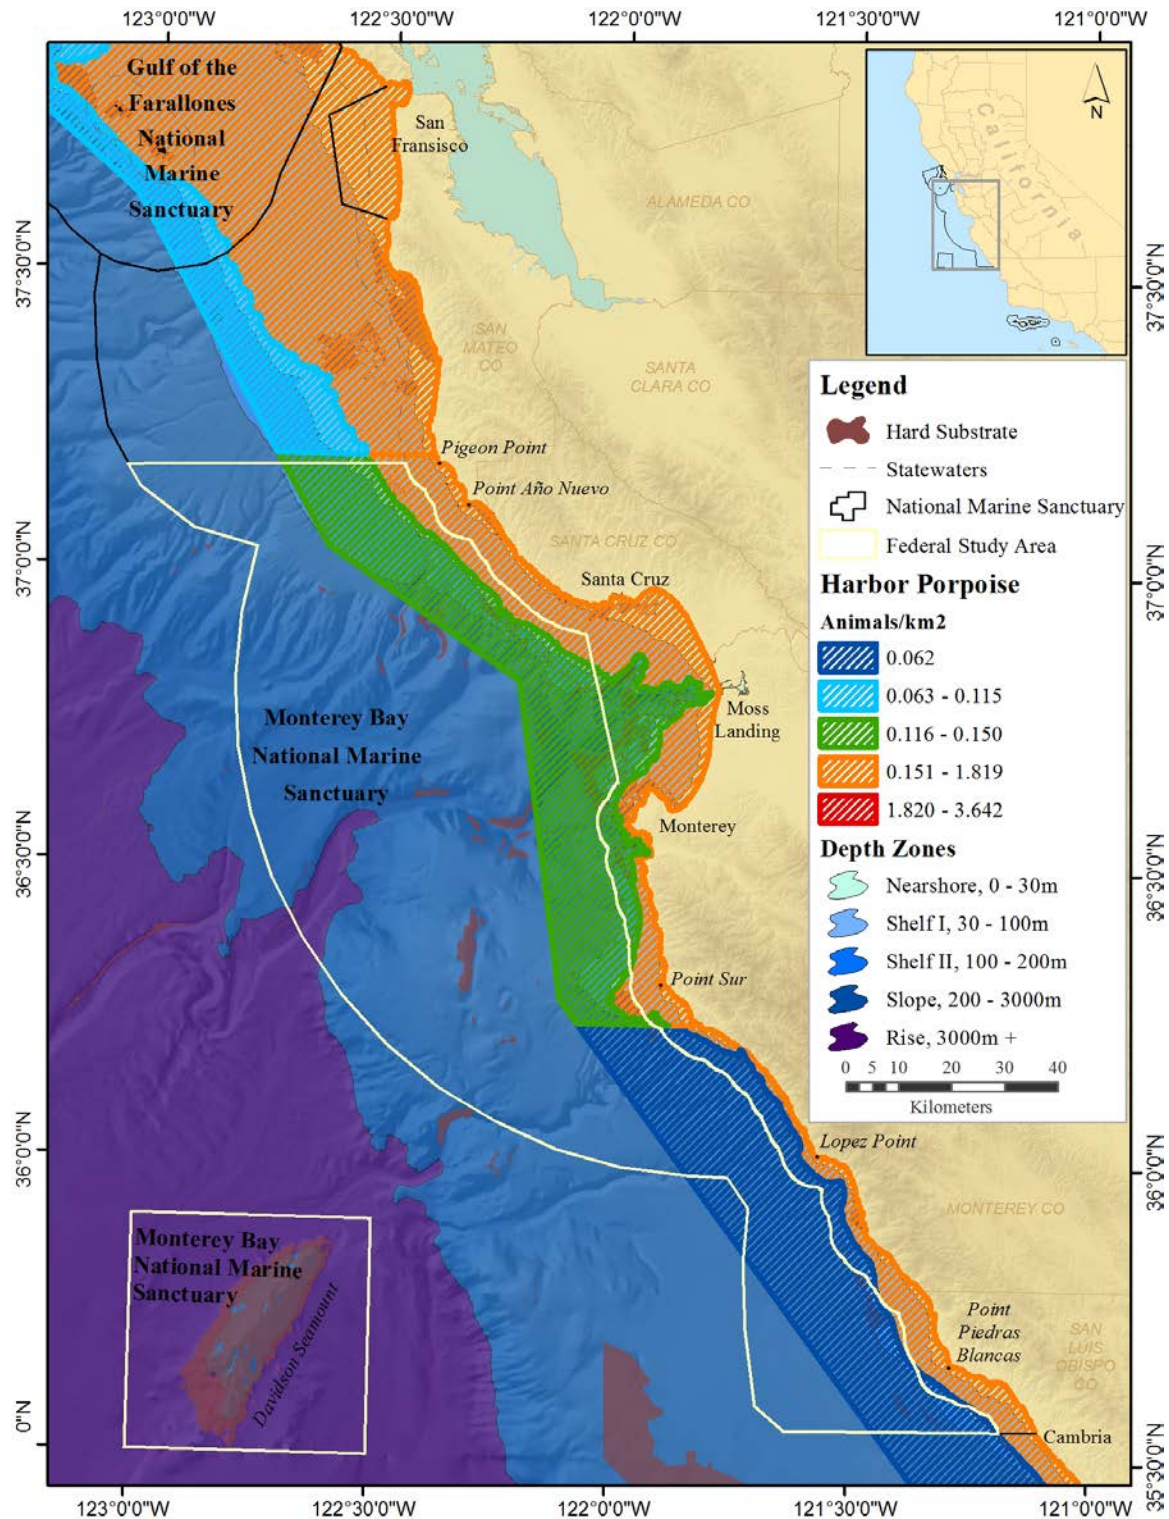 123°0'0"W
122°30'0"W
122°0'0"W
121°30'0"W
121°0'0"W
Gulf of the
Farallones
National
Marine
Sanctuary
San
Fransisco
ALAMEDA CO
California
N
37°30'0"N
37°30'0"N
SAN
MATEO
CO
SANTA
CLARA CO
Pigeon Point
Point Año Nuevo
SANTA CRUZ CO
Santa Cruz
37°0'0"N
37°0'0"N
Moss
Landing
Monterey Bay
National Marine
Sanctuary
Monterey
36°30'0"N
36°30'0"N
Point Sur
Legend
Hard Substrate
Statewaters
National Marine Sanctuary
Federal Study Area
Harbor Porpoise
Animals/km2
0.062
0.063 - 0.115
0.116 - 0.150
0.151 - 1.819
1.820 - 3.642
Depth Zones
Nearshore, 0 - 30m
Shelf I, 30 - 100m
Shelf II, 100 - 200m
Slope, 200 - 3000m
Rise, 3000m +
0 5 10 20 30 40
Kilometers
Lopez Point
36°0'0"N
36°0'0"N
MONTEREY CO
Monterey Bay
National Marine
Sanctuary
Davidson Seamount
Point
Piedras
Blancas
SAN
LUIS
OBISPO
CO
Cambria
0"N
35°30'0"N
123°0'0"W
122°30'0"W
122°0'0"W
121°30'0"W
121°0'0"W